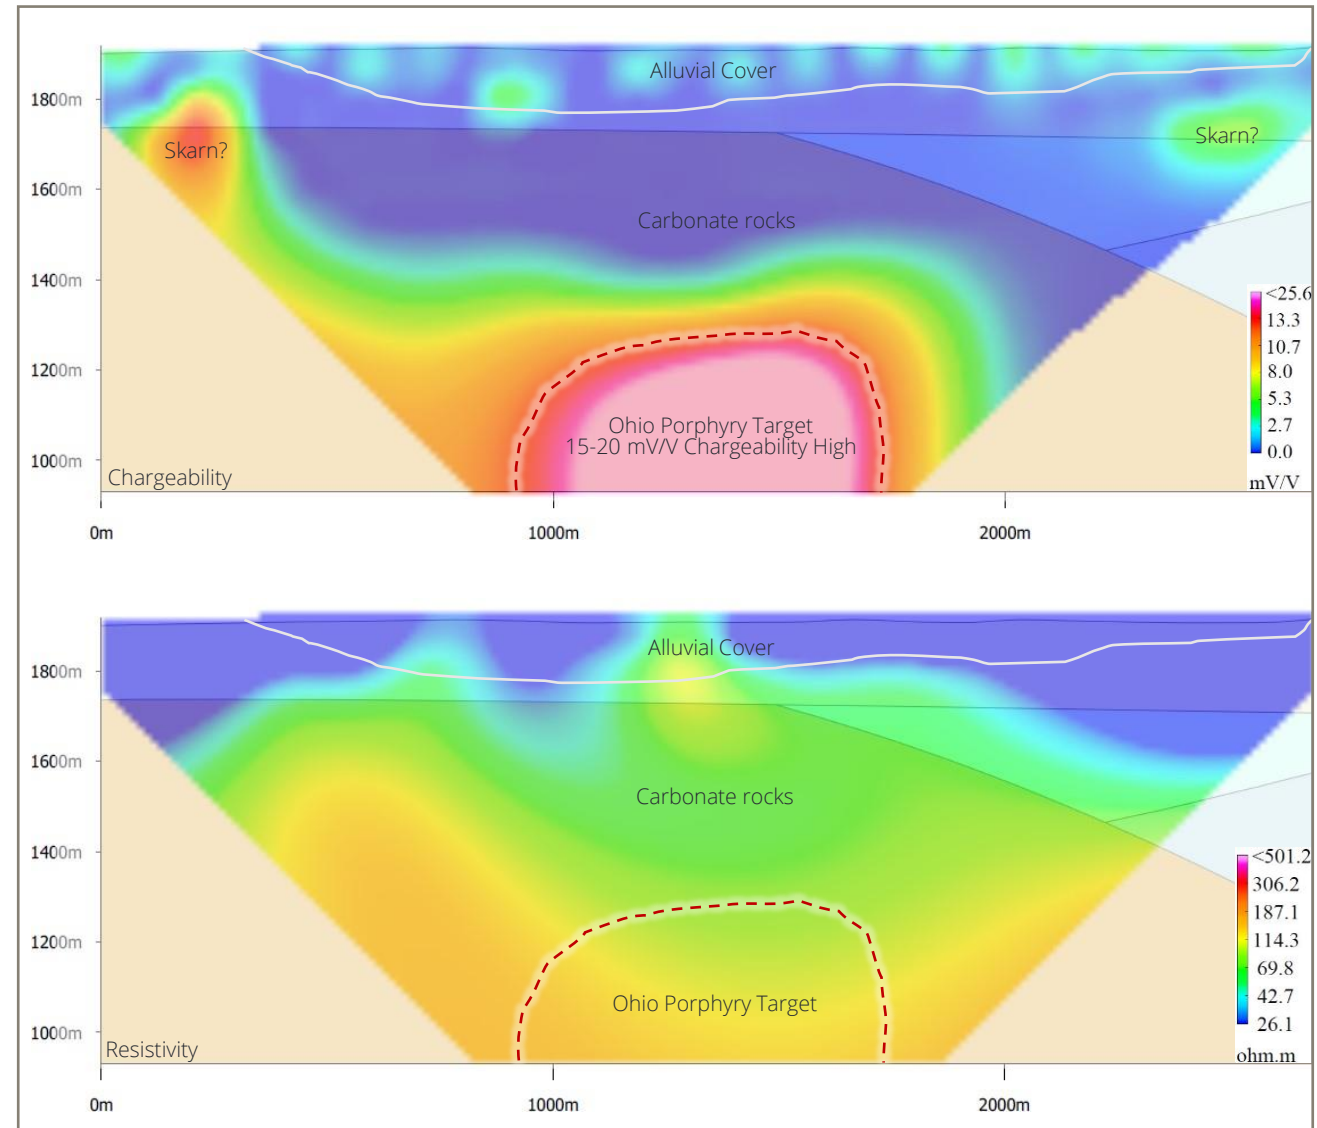 Alluvial Cover
1800m
Skarn?
Skarn?
1600m
Carbonate rocks
1400m
<25.6
13.3
10.7
8.0
5.3
2.7
0.0
mV/V
1200m
Ohio Porphyry Target
15-20 mV/V Chargeability High
1000m
Chargeability
0m
1000m
2000m
Alluvial Cover
1800m
1600m
Carbonate rocks
1400m
<501.2
306.2
187.1
114.3
69.8
42.7
26.1
ohm.m
1200m
Ohio Porphyry Target
1000m
Resistivity
0m
1000m
2000m